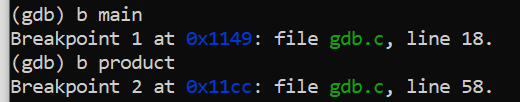 (gdb) b main
Breakpoint 1 at 0x1149: file gdb.c, line 18.
(gdb) b product
Breakpoint 2 at 0x11cc: file gdb.c, line 58.